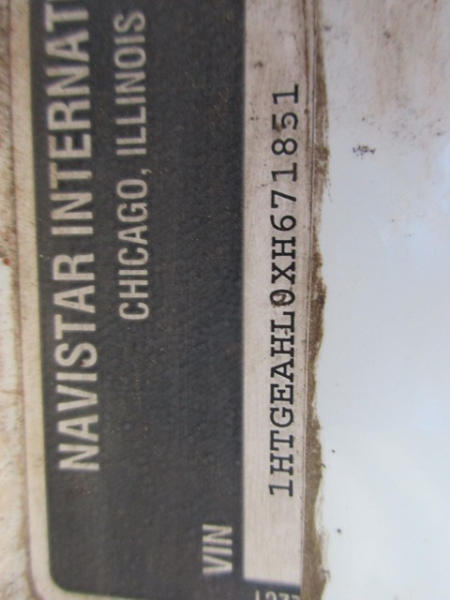 NAVISTAR INTERNAT
CHICAGO, ILLINOIS
VIN 1HTGEAHL0XH671851